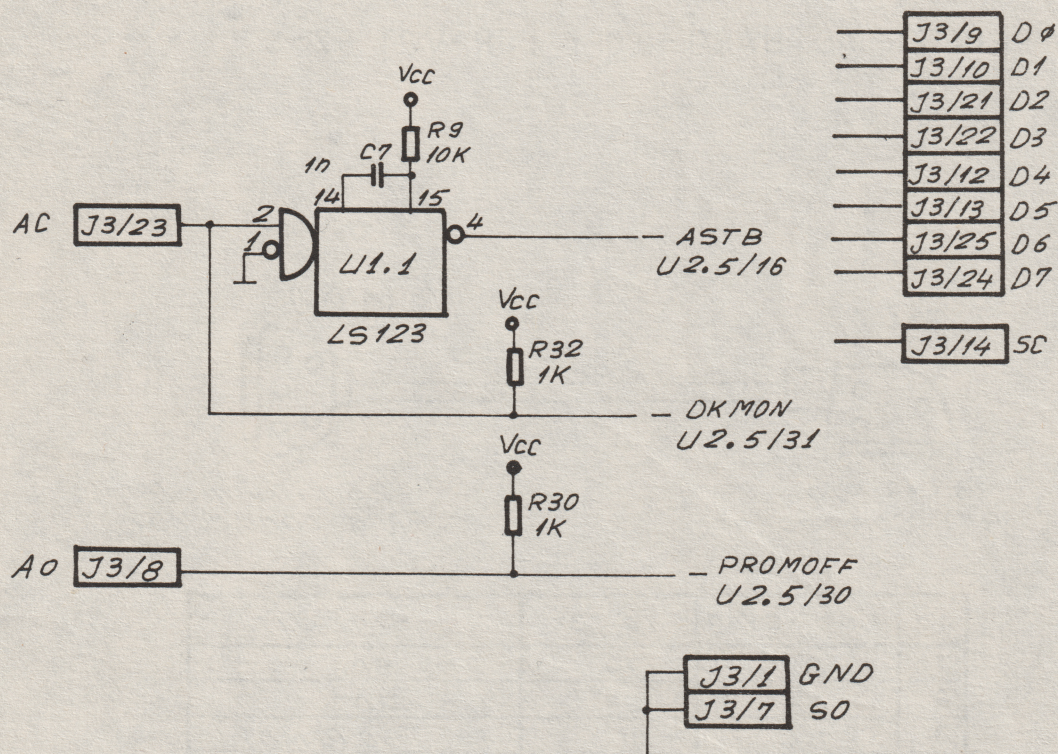 J3/9 DØ
J3/10 D1
J3/21 D2
J3/22 D3
J3/12 D4
J3/13 D5
J3/25 D6
J3/24 D7
J3/14 SC
Vcc
R9
10K
C7
1n
14
15
AC J3/23
2
1
4
U1.1
LS123
ASTB
U2.5/16
Vcc
R32
1K
DKMON
U2.5/31
Vcc
R30
1K
AO J3/8
PROMOFF
U2.5/30
J3/1 GND
J3/7 SO